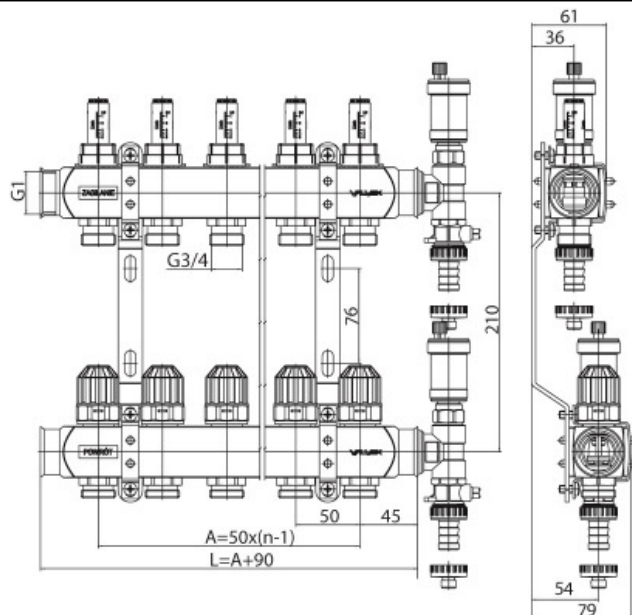 61
36
G1
ZASILANIE
VALVEX
G3/4
76
210
POWRÓT
VALVEX
50
45
A=50x(n-1)
L=A+90
54
79